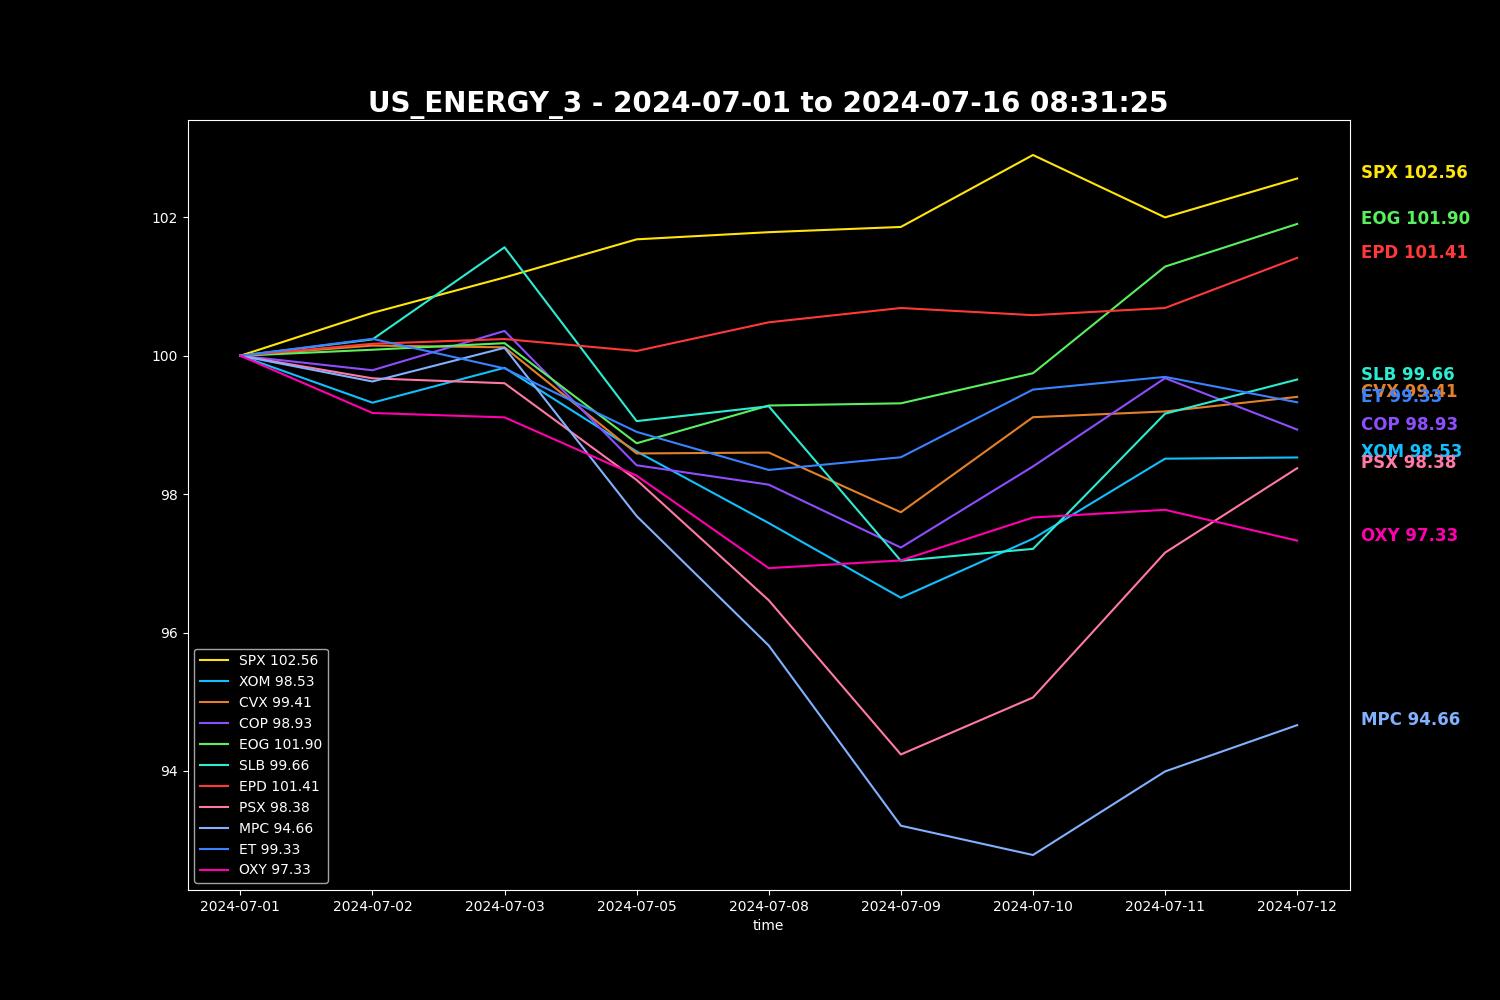 US_ENERGY_3 - 2024-07-01 to 2024-07-16 08:31:25
102
100
98
96
94
SPX 102.56
EOG 101.90
EPD 101.41
SLB 99.66
CVX 99.41
ET 99.33
COP 98.93
XOM 98.53
PSX 98.38
OXY 97.33
MPC 94.66
SPX 102.56
XOM 98.53
CVX 99.41
COP 98.93
EOG 101.90
SLB 99.66
EPD 101.41
PSX 98.38
MPC 94.66
ET 99.33
OXY 97.33
2024-07-01 2024-07-02 2024-07-03 2024-07-05 2024-07-08 2024-07-09 2024-07-10 2024-07-11 2024-07-12
time